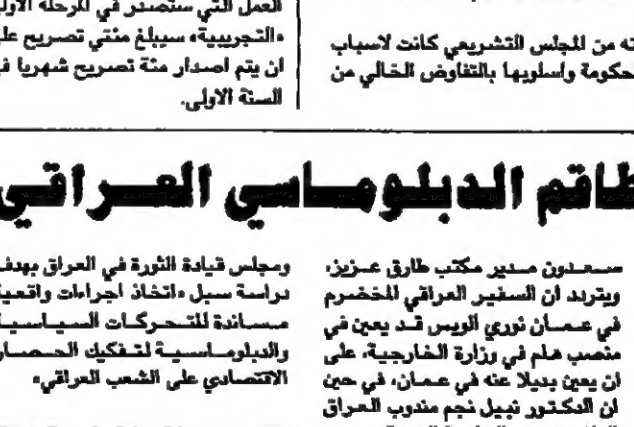 ته من المجلس التشريعي كانت لاسباب
حكومة واسلوبها بالتفاوض الخالي من
العمل التي ستصدر في المرحلة الاولى
«التجريبية» سيبلغ مئتي تصريح على
ان يتم اصدار مئة تصريح شهريا في
السنة الاولى.
طاقم الدبلوماسي العراقي
سعدون مدير مكتب طارق عزيز،
ويتردد ان السفير العراقي المخضرم
في عمان نوري الويس قد يعين في
منصب هام في وزارة الخارجية، على
ان يعين بديلا عنه في عمان، في حين
ان الدكتور نبيل نجم مندوب العراق
ومجلس قيادة الثورة في العراق بهدف
دراسة سبل «اتخاذ اجراءات واقعية
مساندة للتحركات السياسية
والدبلوماسية لتفكيك الحصار
الاقتصادي على الشعب العراقي»